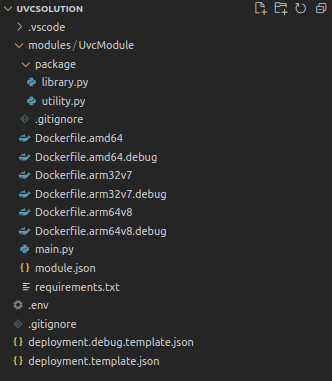 UVCSOLUTION
.vscode
modules/UvcModule
package
library.py
utility.py
.gitignore
Dockerfile.amd64
Dockerfile.amd64.debug
Dockerfile.arm32v7
Dockerfile.arm32v7.debug
Dockerfile.arm64v8
Dockerfile.arm64v8.debug
main.py
module.json
requirements.txt
.env
.gitignore
deployment.debug.template.json
deployment.template.json